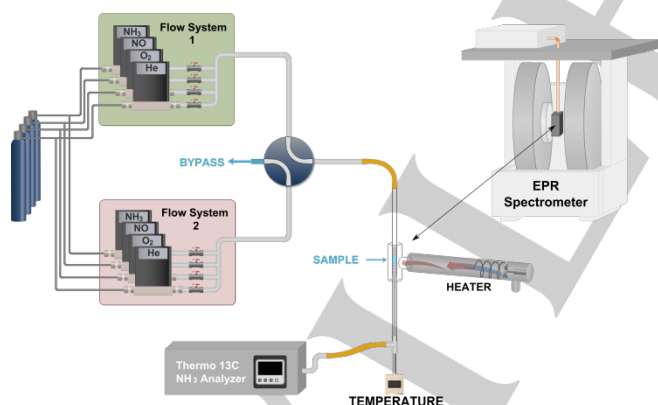 Flow System
1
NH3
NO
O2
He
BYPASS
Flow System
2
NH3
NO
O2
He
EPR
Spectrometer
SAMPLE
HEATER
Thermo 13C
NH3 Analyzer
TEMPERATURE